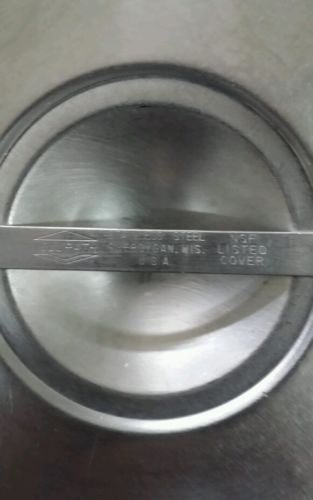 STEEL
SHEBOYGAN, WIS.
U.S.A.
NSF
LISTED
COVER